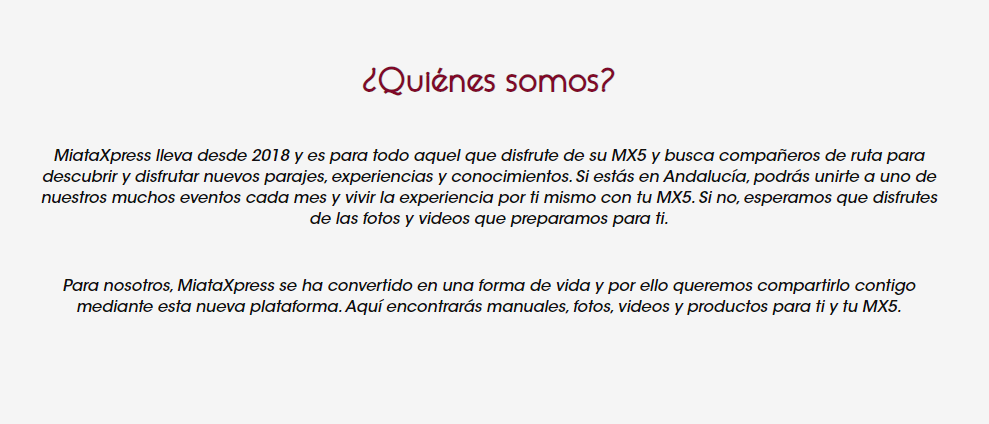 ¿Quiénes somos?
MiataXpress lleva desde 2018 y es para todo aquel que disfrute de su MX5 y busca compañeros de ruta para
descubrir y disfrutar nuevos parajes, experiencias y conocimientos. Si estás en Andalucía, podrás unirte a uno de
nuestros muchos eventos cada mes y vivir la experiencia por ti mismo con tu MX5. Si no, esperamos que disfrutes
de las fotos y videos que preparamos para ti.
Para nosotros, MiataXpress se ha convertido en una forma de vida y por ello queremos compartirlo contigo
mediante esta nueva plataforma. Aquí encontrarás manuales, fotos, videos y productos para ti y tu MX5.